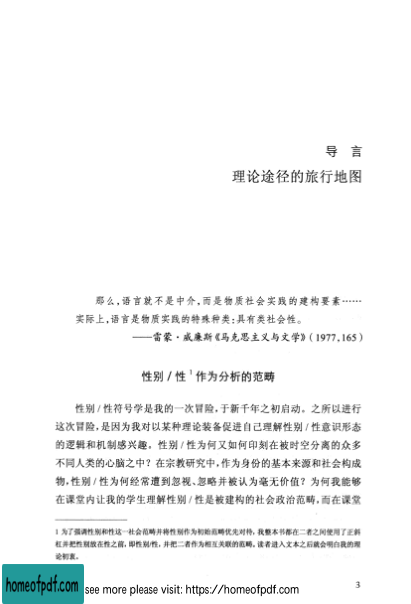 导 言
理论途径的旅行地图
那么,语言就不是中介,而是物质社会实践的建构要素……
实际上,语言是物质实践的特殊种类:具有类社会性。
——雷蒙·威廉斯《马克思主义与文学》(1977,165)
性别/性1作为分析的范畴
性别/性符号学是我的一次冒险,于新千年之初启动。之所以进行
这次冒险,是因为我对以某种理论装备促进自己理解性别/性意识形态
的逻辑和机制感兴趣。性别/性为何又如何印刻在被时空分离的众多
不同人类的心脑之中?在宗教研究中,作为身份的基本来源和社会构成
物,性别/性为何经常遭到忽视、忽略并被认为毫无价值?为何我能够
在课堂内让我的学生理解性别/性是被建构的社会政治范畴,而在课堂
1 为了强调性别和性这一社会范畴并将性别作为初始范畴优先对待,我整本书都在二者之间使用了正斜
杠并把性别放在性之前,即性别/性,并把二者作为相互关联的范畴,读者进入文本之后就会明白我的理
论初衷。
3
homeofpdf.com
see more please visit: https://homeofpdf.com